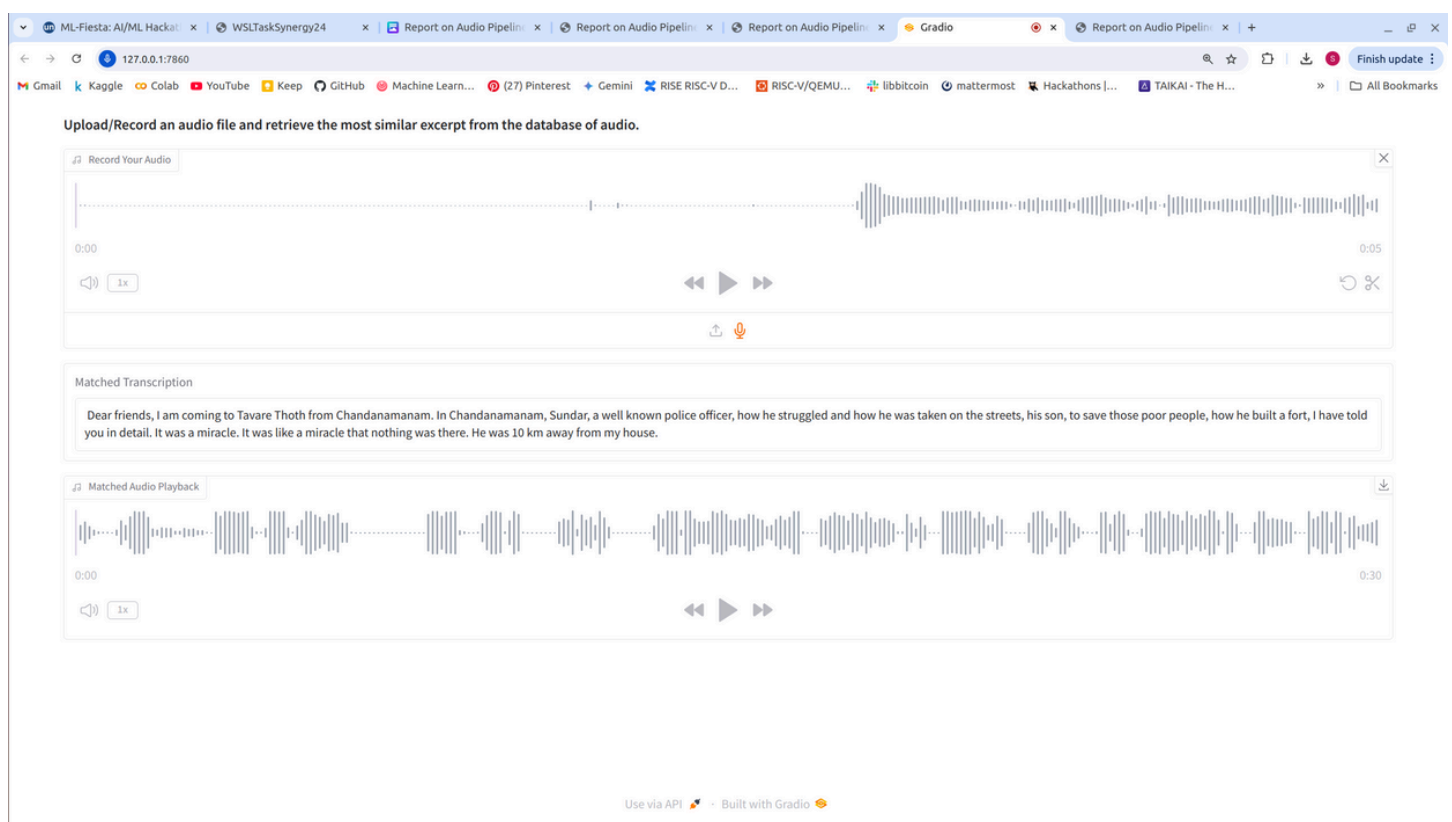 ML-Fiesta: AI/ML Hackat
WSLTaskSynergy24
Report on Audio Pipeline
Report on Audio Pipeline
Report on Audio Pipeline
Gradio
Report on Audio Pipeline
127.0.0.1:7860
Finish update
Gmail Kaggle Colab YouTube Keep GitHub Machine Learn... (27) Pinterest Gemini RISE RISC-V D... RISC-V/QEMU... libbitcoin mattermost Hackathons |... TAIKAI - The H... » All Bookmarks
Upload/Record an audio file and retrieve the most similar excerpt from the database of audio.
Record Your Audio
0:00 0:05
1x
Matched Transcription
Dear friends, I am coming to Tavare Thoth from Chandanamanam. In Chandanamanam, Sundar, a well known police officer, how he struggled and how he was taken on the streets, his son, to save those poor people, how he built a fort, I have told
you in detail. It was a miracle. It was like a miracle that nothing was there. He was 10 km away from my house.
Matched Audio Playback
0:00 0:30
1x
Use via API · Built with Gradio